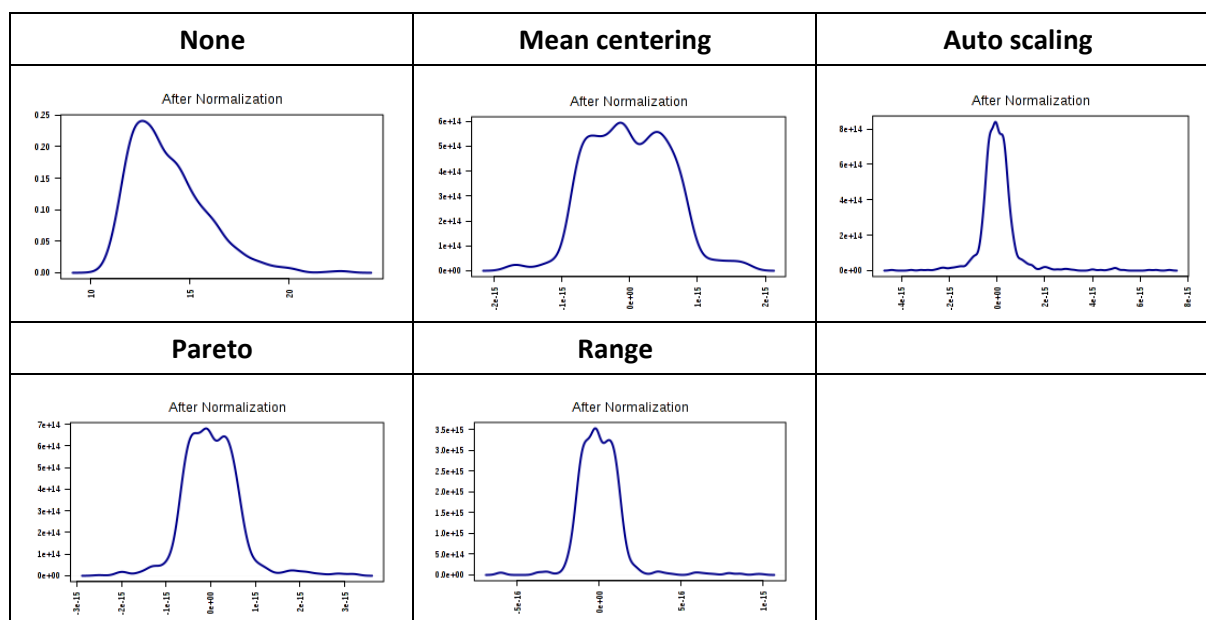 None Mean centering Auto scaling
After Normalization
0.25
0.20
0.15
0.10
0.05
0.00
10 15 20
After Normalization
6e+14
5e+14
4e+14
3e+14
2e+14
1e+14
0e+00
-2e-15 -1e-15 0e+00 1e-15 2e-15
After Normalization
8e+14
6e+14
4e+14
2e+14
0e+00
-4e-15 -2e-15 0e+00 2e-15 4e-15 6e-15 8e-15
Pareto Range
After Normalization
7e+14
6e+14
5e+14
4e+14
3e+14
2e+14
1e+14
0e+00
-3e-15 -2e-15 -1e-15 0e+00 1e-15 2e-15 3e-15
After Normalization
3.5e+15
3.0e+15
2.5e+15
2.0e+15
1.5e+15
1.0e+15
5.0e+14
0.0e+00
-5e-16 0e+00 5e-16 1e-15